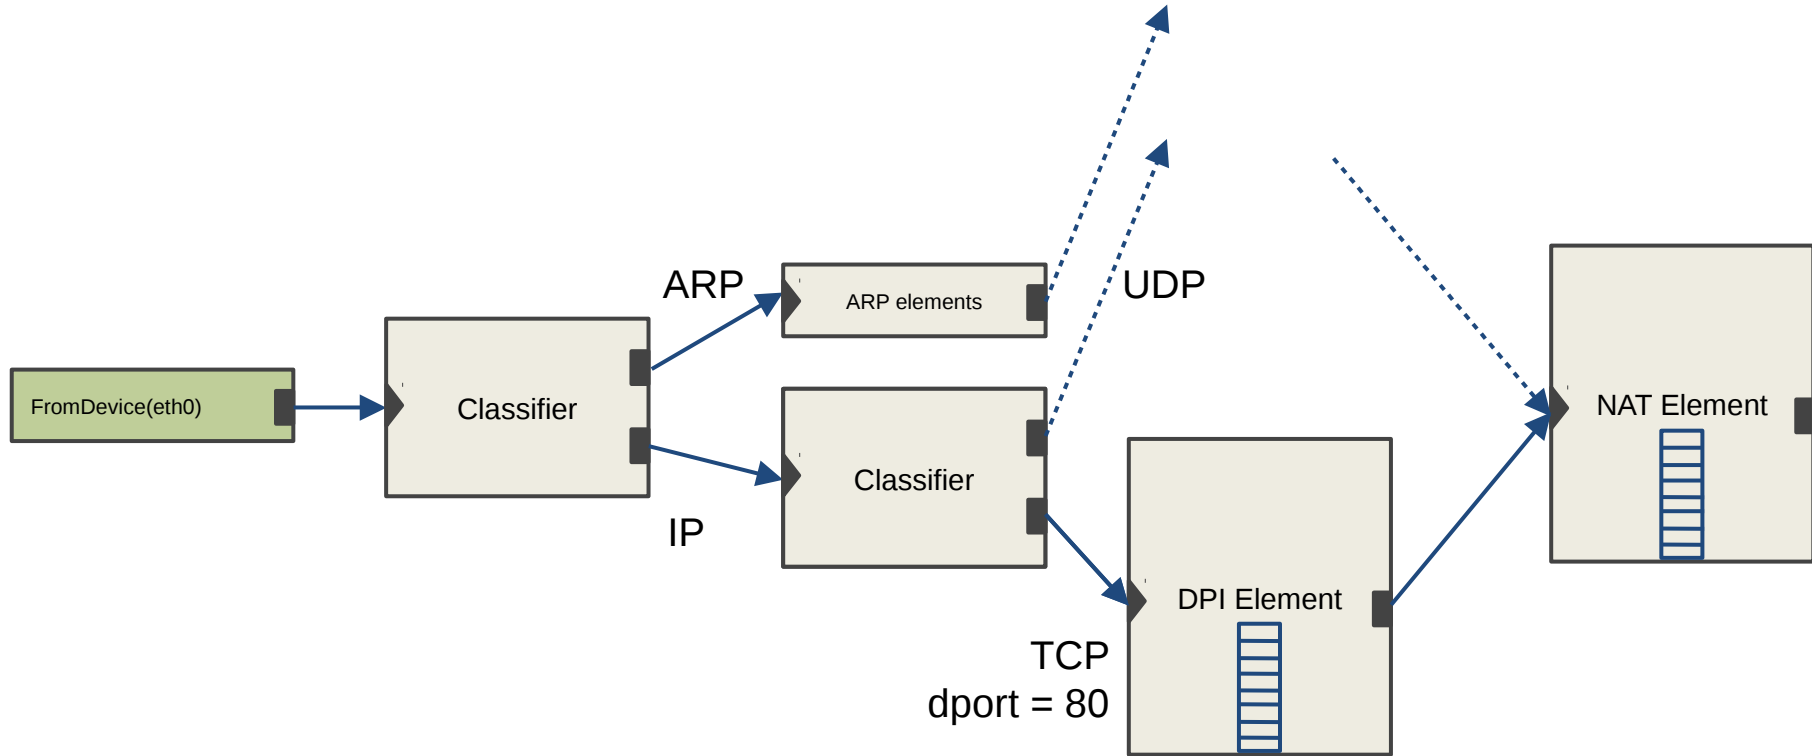 FromDevice(eth0)
Classifier
ARP
IP
ARP elements
Classifier
UDP
TCP
dport = 80
DPI Element
NAT Element